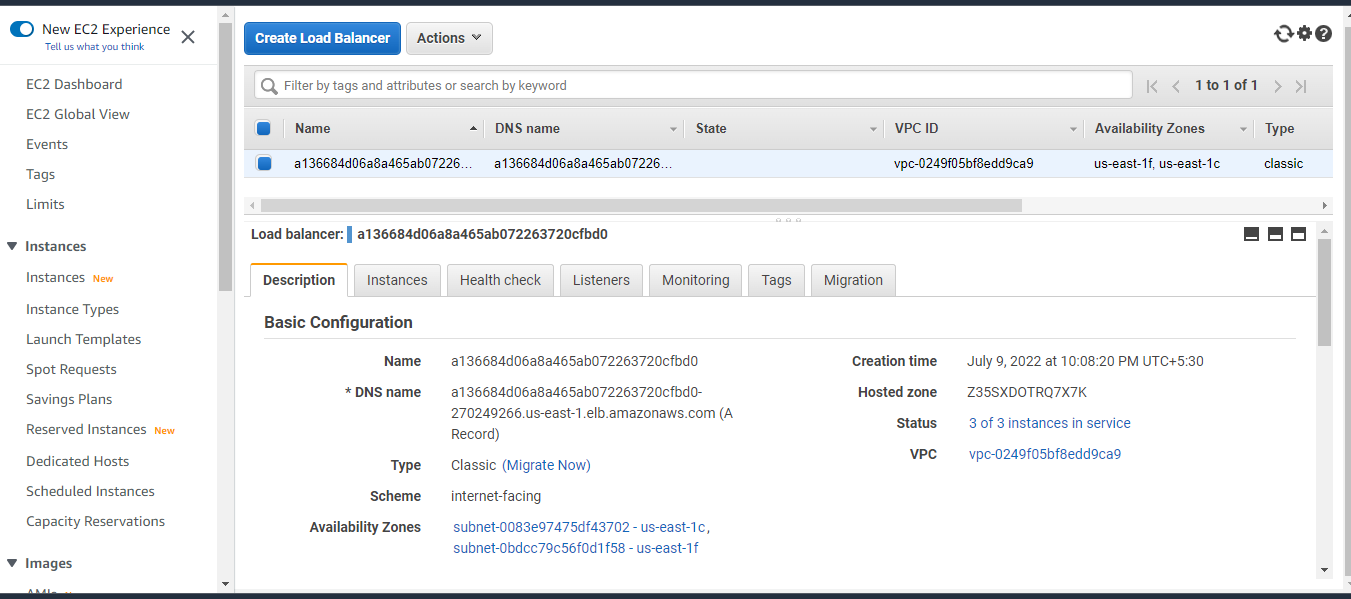 New EC2 Experience
Tell us what you think
EC2 Dashboard
EC2 Global View
Events
Tags
Limits
Instances
Instances New
Instance Types
Launch Templates
Spot Requests
Savings Plans
Reserved Instances New
Dedicated Hosts
Scheduled Instances
Capacity Reservations
Images
Create Load Balancer Actions
Filter by tags and attributes or search by keyword 1 to 1 of 1
Name DNS name State VPC ID Availability Zones Type
a136684d06a8a465ab07226... a136684d06a8a465ab07226... vpc-0249f05bf8edd9ca9 us-east-1f, us-east-1c classic
Load balancer: a136684d06a8a465ab072263720cfbd0
Description Instances Health check Listeners Monitoring Tags Migration
Basic Configuration
Name a136684d06a8a465ab072263720cfbd0
* DNS name a136684d06a8a465ab072263720cfbd0-
270249266.us-east-1.elb.amazonaws.com (A
Record)
Type Classic (Migrate Now)
Scheme internet-facing
Availability Zones subnet-0083e97475df43702 - us-east-1c,
subnet-0bdcc79c56f0d1f58 - us-east-1f
Creation time July 9, 2022 at 10:08:20 PM UTC+5:30
Hosted zone Z35SXDOTRQ7X7K
Status 3 of 3 instances in service
VPC vpc-0249f05bf8edd9ca9